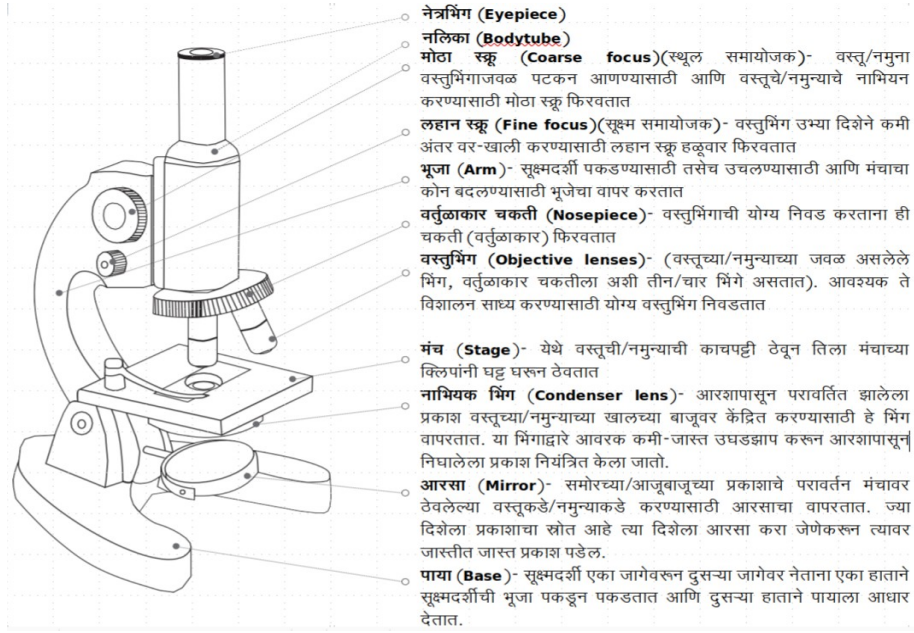 नेत्रभिंग (Eyepiece)
नलिका (Bodytube)
मोठा स्क्रू (Coarse focus)(स्थूल समायोजक)- वस्तू/नमुना
वस्तुभिंगाजवळ पटकन आणण्यासाठी आणि वस्तूचे/नमुन्याचे नाभियन
करण्यासाठी मोठा स्क्रू फिरवतात
लहान स्क्रू (Fine focus)(सूक्ष्म समायोजक)- वस्तुभिंग उभ्या दिशेने कमी
अंतर वर-खाली करण्यासाठी लहान स्क्रू हळूवार फिरवतात
भूजा (Arm)- सूक्ष्मदर्शी पकडण्यासाठी तसेच उचलण्यासाठी आणि मंचाचा
कोन बदलण्यासाठी भूजेचा वापर करतात
वर्तुळाकार चकती (Nosepiece)- वस्तुभिंगाची योग्य निवड करताना ही
चकती (वर्तुळाकार) फिरवतात
वस्तुभिंग (Objective lenses)- (वस्तूच्या/नमुन्याच्या जवळ असलेले
भिंग, वर्तुळाकार चकतीला अशी तीन/चार भिंगे असतात). आवश्यक ते
विशालन साध्य करण्यासाठी योग्य वस्तुभिंग निवडतात
मंच (Stage)- येथे वस्तूची/नमुन्याची काचपट्टी ठेवून तिला मंचाच्या
क्लिपांनी घट्ट घरून ठेवतात
नाभियक भिंग (Condenser lens)- आरशापासून परावर्तित झालेला
प्रकाश वस्तूच्या/नमुन्याच्या खालच्या बाजूवर केंद्रित करण्यासाठी हे भिंग
वापरतात. या भिंगाद्वारे आवरक कमी-जास्त उघडझाप करून आरशापासून
निघालेला प्रकाश नियंत्रित केला जातो.
आरसा (Mirror)- समोरच्या/आजूबाजूच्या प्रकाशाचे परावर्तन मंचावर
ठेवलेल्या वस्तूकडे/नमुन्याकडे करण्यासाठी आरसाचा वापरतात. ज्या
दिशेला प्रकाशाचा स्रोत आहे त्या दिशेला आरसा करा जेणेकरून त्यावर
जास्तीत जास्त प्रकाश पडेल.
पाया (Base)- सूक्ष्मदर्शी एका जागेवरून दुसऱ्या जागेवर नेताना एका हाताने
सूक्ष्मदर्शीची भूजा पकडून पकडतात आणि दुसऱ्या हाताने पायाला आधार
देतात.